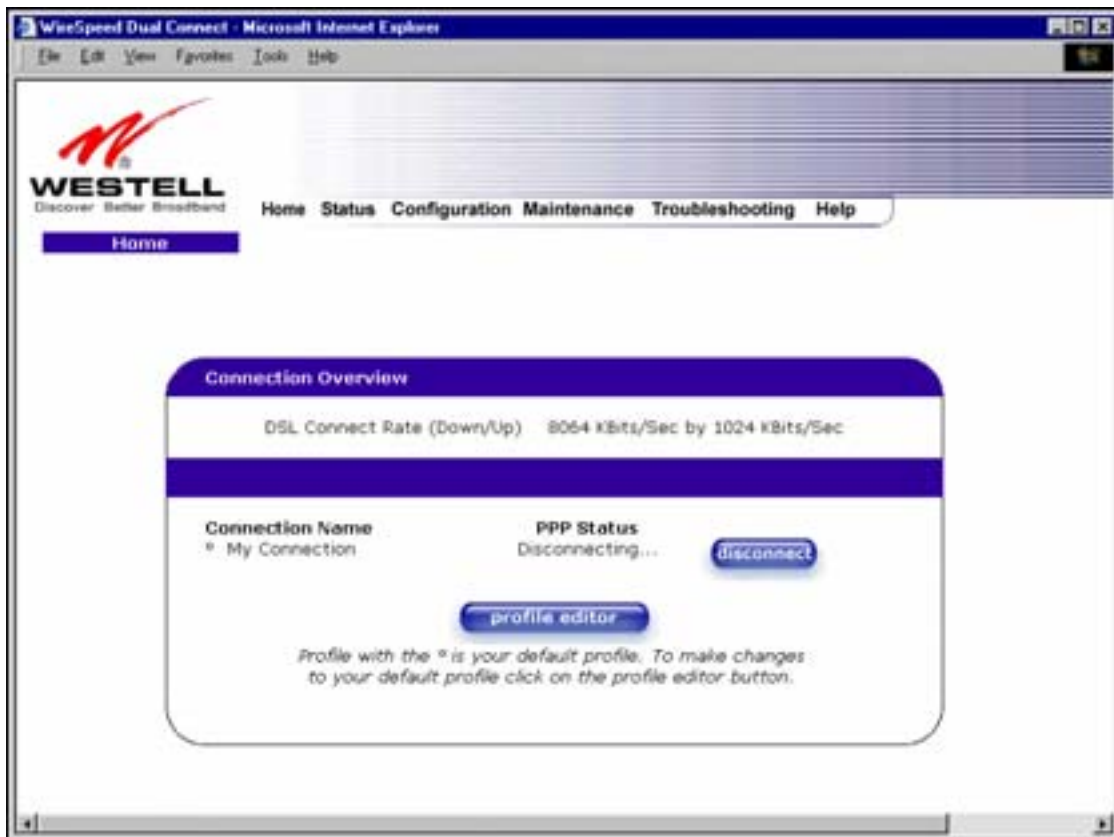 WireSpeed Dual Connect - Microsoft Internet Explorer
File Edit View Favorites Tools Help
WESTELL
Discover Better Broadband
Home Status Configuration Maintenance Troubleshooting Help
Home
Connection Overview
DSL Connect Rate (Down/Up) 8064 KBits/Sec by 1024 KBits/Sec
Connection Name PPP Status
* My Connection Disconnecting... disconnect
profile editor
Profile with the * is your default profile. To make changes
to your default profile click on the profile editor button.